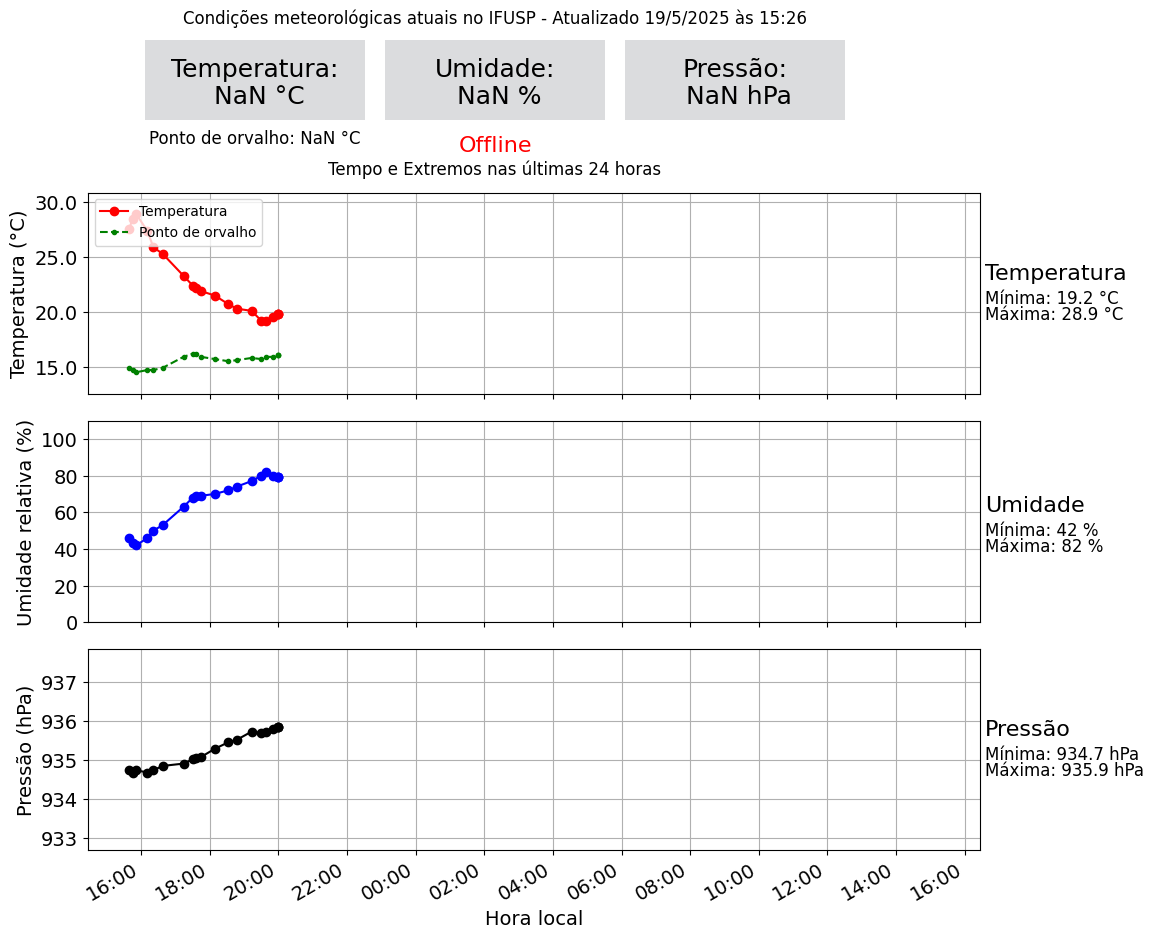 Condições meteorológicas atuais no IFUSP - Atualizado 19/5/2025 às 15:26
Temperatura:
NaN °C
Umidade:
NaN %
Pressão:
NaN hPa
Ponto de orvalho: NaN °C
Offline
Tempo e Extremos nas últimas 24 horas
Temperatura (°C)
30.0
25.0
20.0
15.0
Temperatura
Ponto de orvalho
Temperatura
Mínima: 19.2 °C
Máxima: 28.9 °C
Umidade relativa (%)
100
80
60
40
20
0
Umidade
Mínima: 42 %
Máxima: 82 %
Pressão (hPa)
937
936
935
934
933
Pressão
Mínima: 934.7 hPa
Máxima: 935.9 hPa
16:00
18:00
20:00
22:00
00:00
02:00
04:00
06:00
08:00
10:00
12:00
14:00
16:00
Hora local